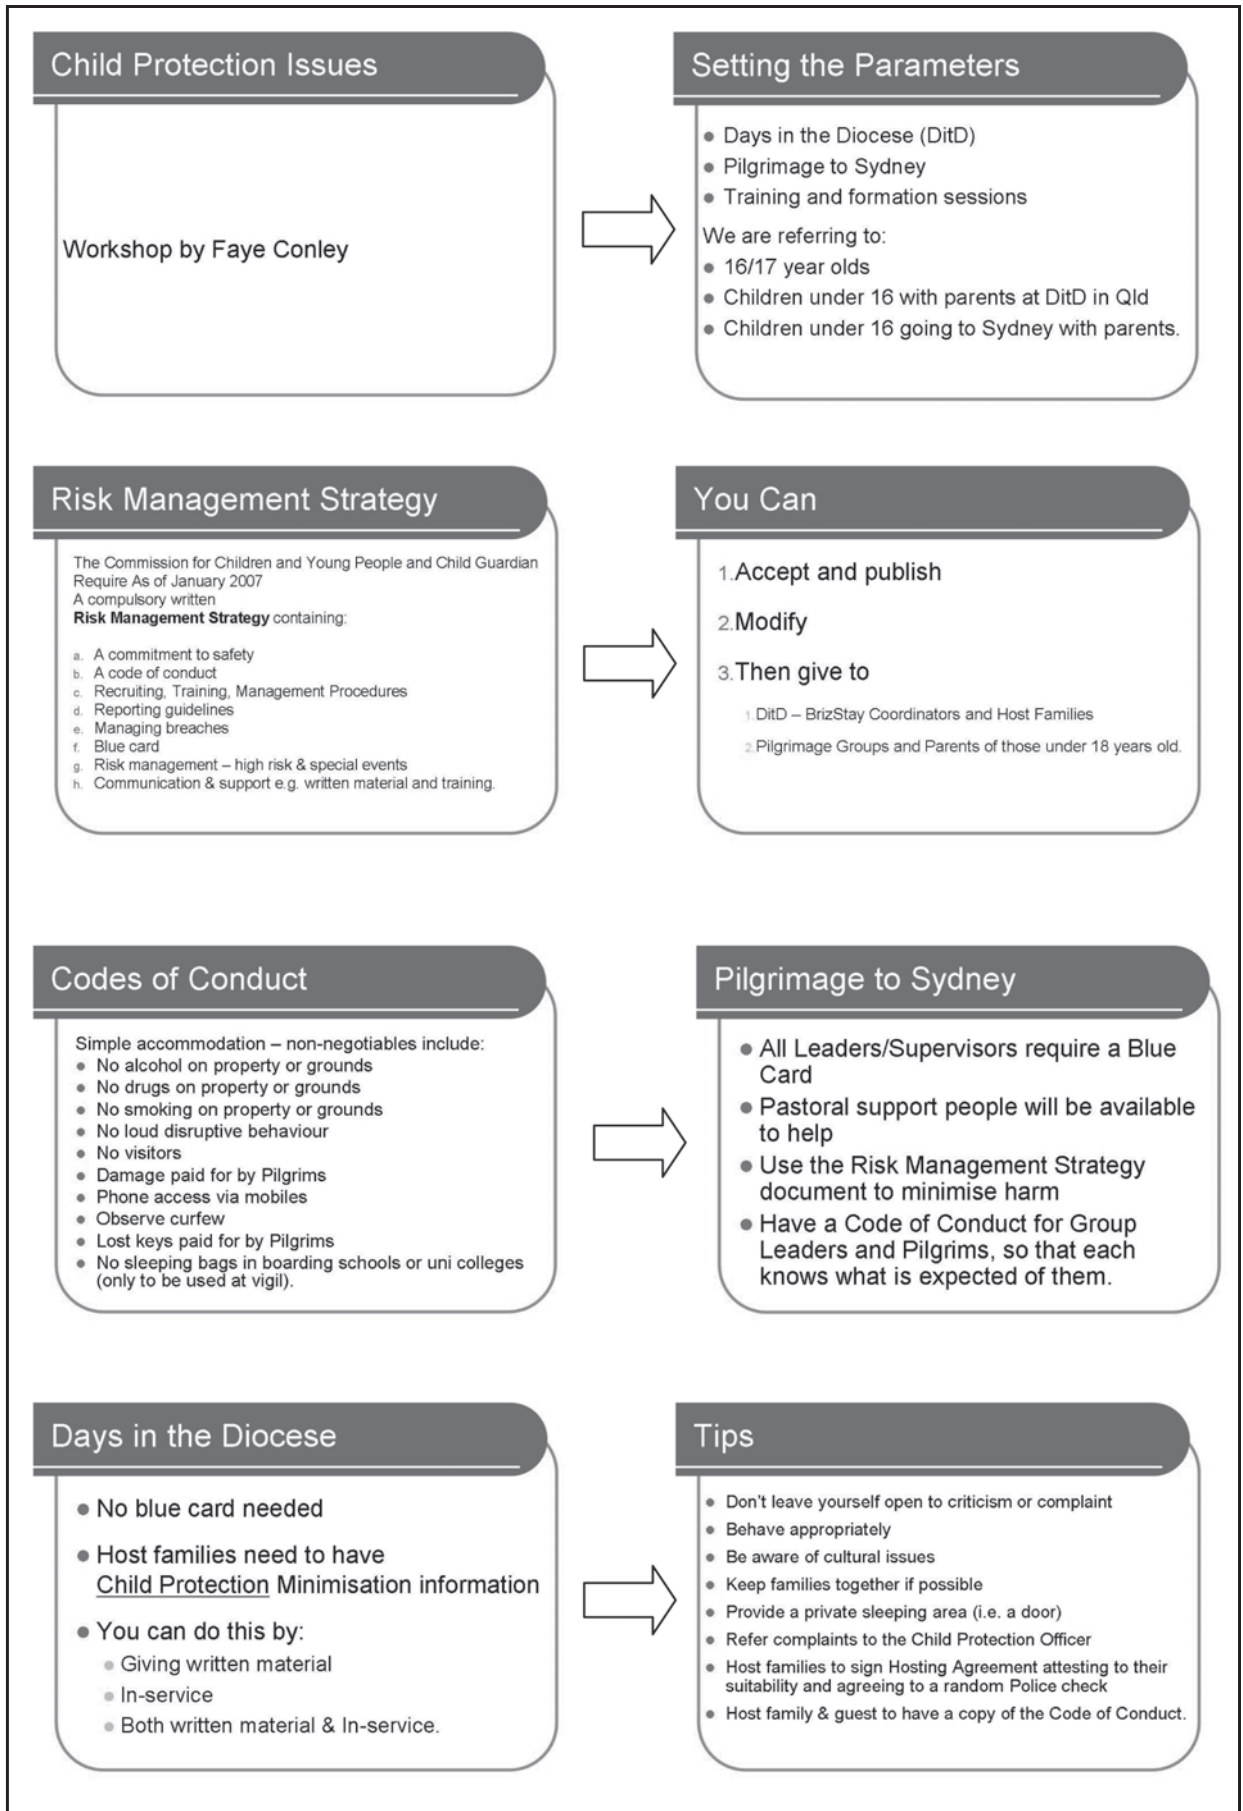 Child Protection Issues
Workshop by Faye Conley
Setting the Parameters
● Days in the Diocese (DitD)
● Pilgrimage to Sydney
● Training and formation sessions
We are referring to:
● 16/17 year olds
● Children under 16 with parents at DitD in Qld
● Children under 16 going to Sydney with parents.
Risk Management Strategy
The Commission for Children and Young People and Child Guardian
Require As of January 2007
A compulsory written
Risk Management Strategy containing:
a. A commitment to safety
b. A code of conduct
c. Recruiting, Training, Management Procedures
d. Reporting guidelines
e. Managing breaches
f. Blue card
g. Risk management – high risk & special events
h. Communication & support e.g. written material and training.
You Can
1. Accept and publish
2. Modify
3. Then give to
1. DitD – BrizStay Coordinators and Host Families
2. Pilgrimage Groups and Parents of those under 18 years old.
Codes of Conduct
Simple accommodation – non-negotiables include:
● No alcohol on property or grounds
● No drugs on property or grounds
● No smoking on property or grounds
● No loud disruptive behaviour
● No visitors
● Damage paid for by Pilgrims
● Phone access via mobiles
● Observe curfew
● Lost keys paid for by Pilgrims
● No sleeping bags in boarding schools or uni colleges
(only to be used at vigil).
Pilgrimage to Sydney
● All Leaders/Supervisors require a Blue
Card
● Pastoral support people will be available
to help
● Use the Risk Management Strategy
document to minimise harm
● Have a Code of Conduct for Group
Leaders and Pilgrims, so that each
knows what is expected of them.
Days in the Diocese
● No blue card needed
● Host families need to have
Child Protection Minimisation information
● You can do this by:
● Giving written material
● In-service
● Both written material & In-service.
Tips
● Don't leave yourself open to criticism or complaint
● Behave appropriately
● Be aware of cultural issues
● Keep families together if possible
● Provide a private sleeping area (i.e. a door)
● Refer complaints to the Child Protection Officer
● Host families to sign Hosting Agreement attesting to their
suitability and agreeing to a random Police check
● Host family & guest to have a copy of the Code of Conduct.